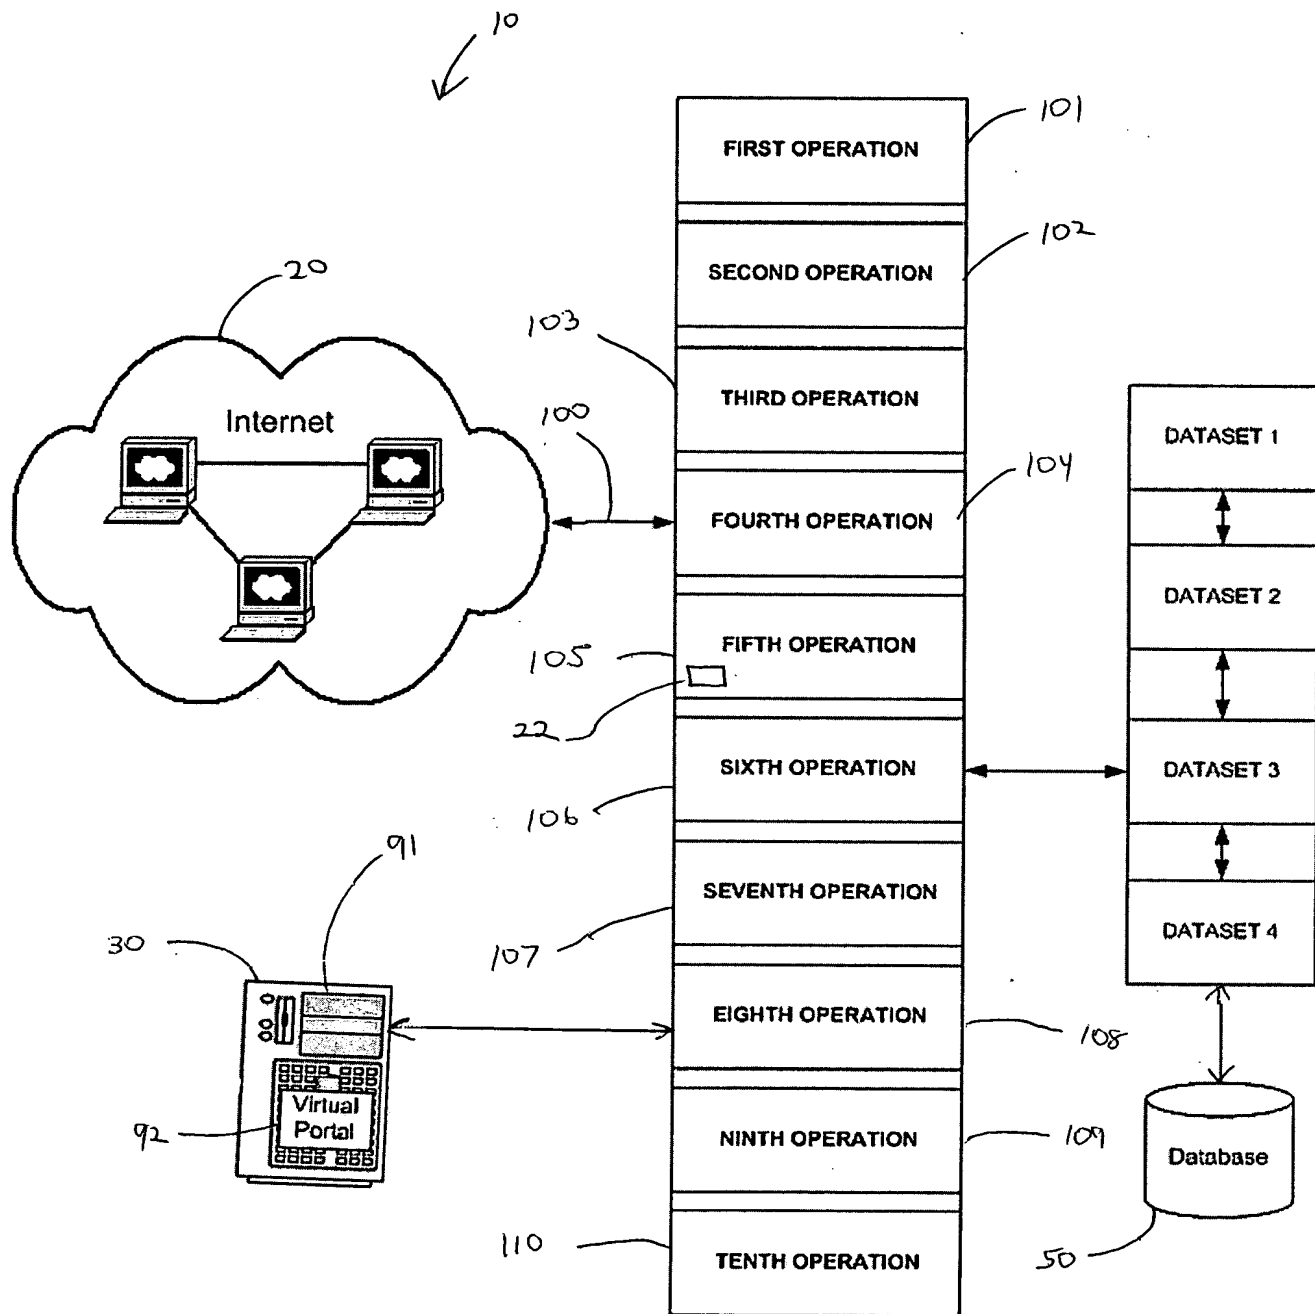 10
101
FIRST OPERATION
102
SECOND OPERATION
20
103
THIRD OPERATION
Internet
100
DATASET 1
104
FOURTH OPERATION
DATASET 2
FIFTH OPERATION
105
22
SIXTH OPERATION
DATASET 3
106
91
SEVENTH OPERATION
107
DATASET 4
30
EIGHTH OPERATION
108
Virtual
Portal
92
NINTH OPERATION
109
Database
110
TENTH OPERATION
50